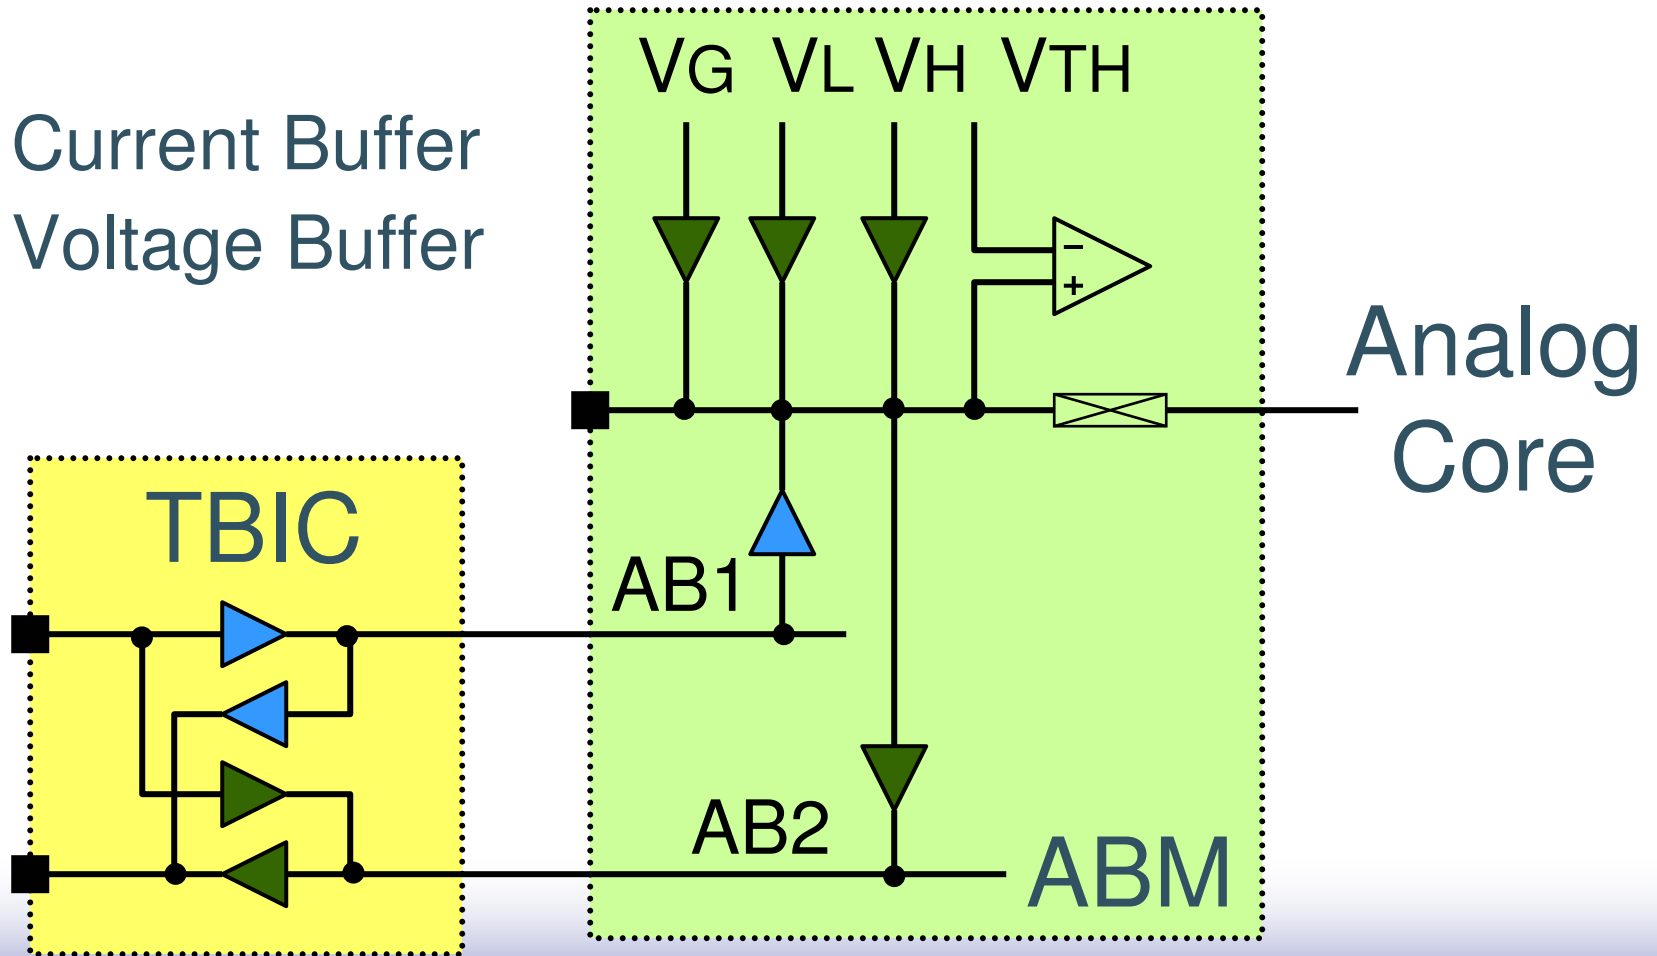 VG VL VH VTH
Current Buffer
Voltage Buffer
−
+
Analog
Core
TBIC
AB1
AB2
ABM